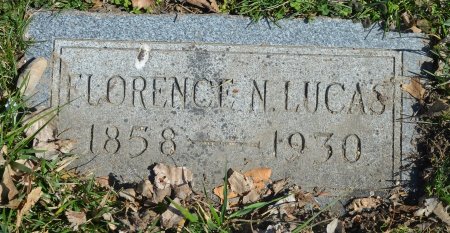 FLORENCE N. LUCAS
1858 — 1930